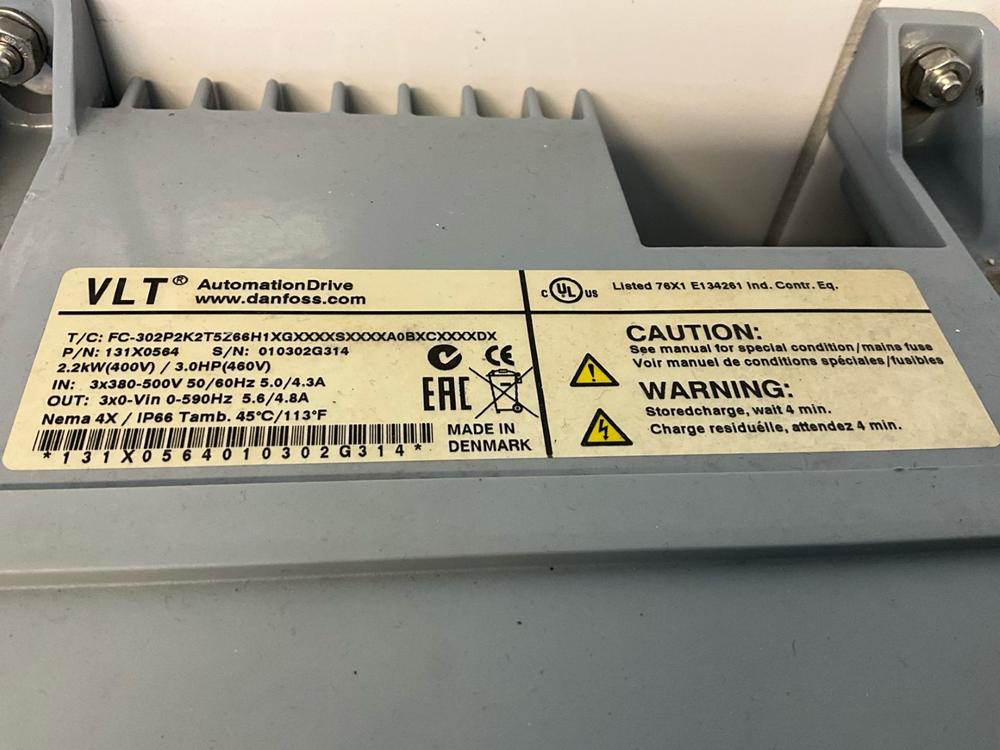 VLT® AutomationDrive
www.danfoss.com
T/C: FC-302P2K2T5Z66H1XGXXXXSXXXXA0BXCXXXXDX
P/N: 131X0564 S/N: 010302G314
2.2kW(400V) / 3.0HP(460V)
IN: 3x380-500V 50/60Hz 5.0/4.3A
OUT: 3x0-Vin 0-590Hz 5.6/4.8A
Nema 4X / IP66 Tamb. 45°C/113°F
*131X0564010302G314*
CE
EAC
MADE IN
DENMARK
C UL US Listed 76X1 E134261 Ind. Contr. Eq.
CAUTION:
See manual for special condition/mains fuse
Voir manuel de conditions spéciales/fusibles
WARNING:
Storedcharge, wait 4 min.
Charge residuélle, attendez 4 min.